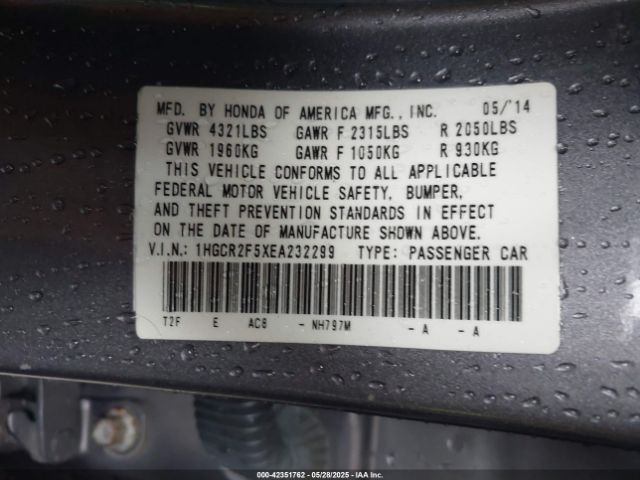 MFD. BY HONDA OF AMERICA MFG., INC. 05/'14
GVWR 4321LBS GAWR F 2315LBS R 2050LBS
GVWR 1960KG GAWR F 1050KG R 930KG
THIS VEHICLE CONFORMS TO ALL APPLICABLE
FEDERAL MOTOR VEHICLE SAFETY, BUMPER,
AND THEFT PREVENTION STANDARDS IN EFFECT
ON THE DATE OF MANUFACTURE SHOWN ABOVE.
V.I.N.: 1HGCR2F5XEA232299 TYPE: PASSENGER CAR
T2F E AC6 - NH797M - A - A
000-42351762 05/28/2025 IAA Inc.